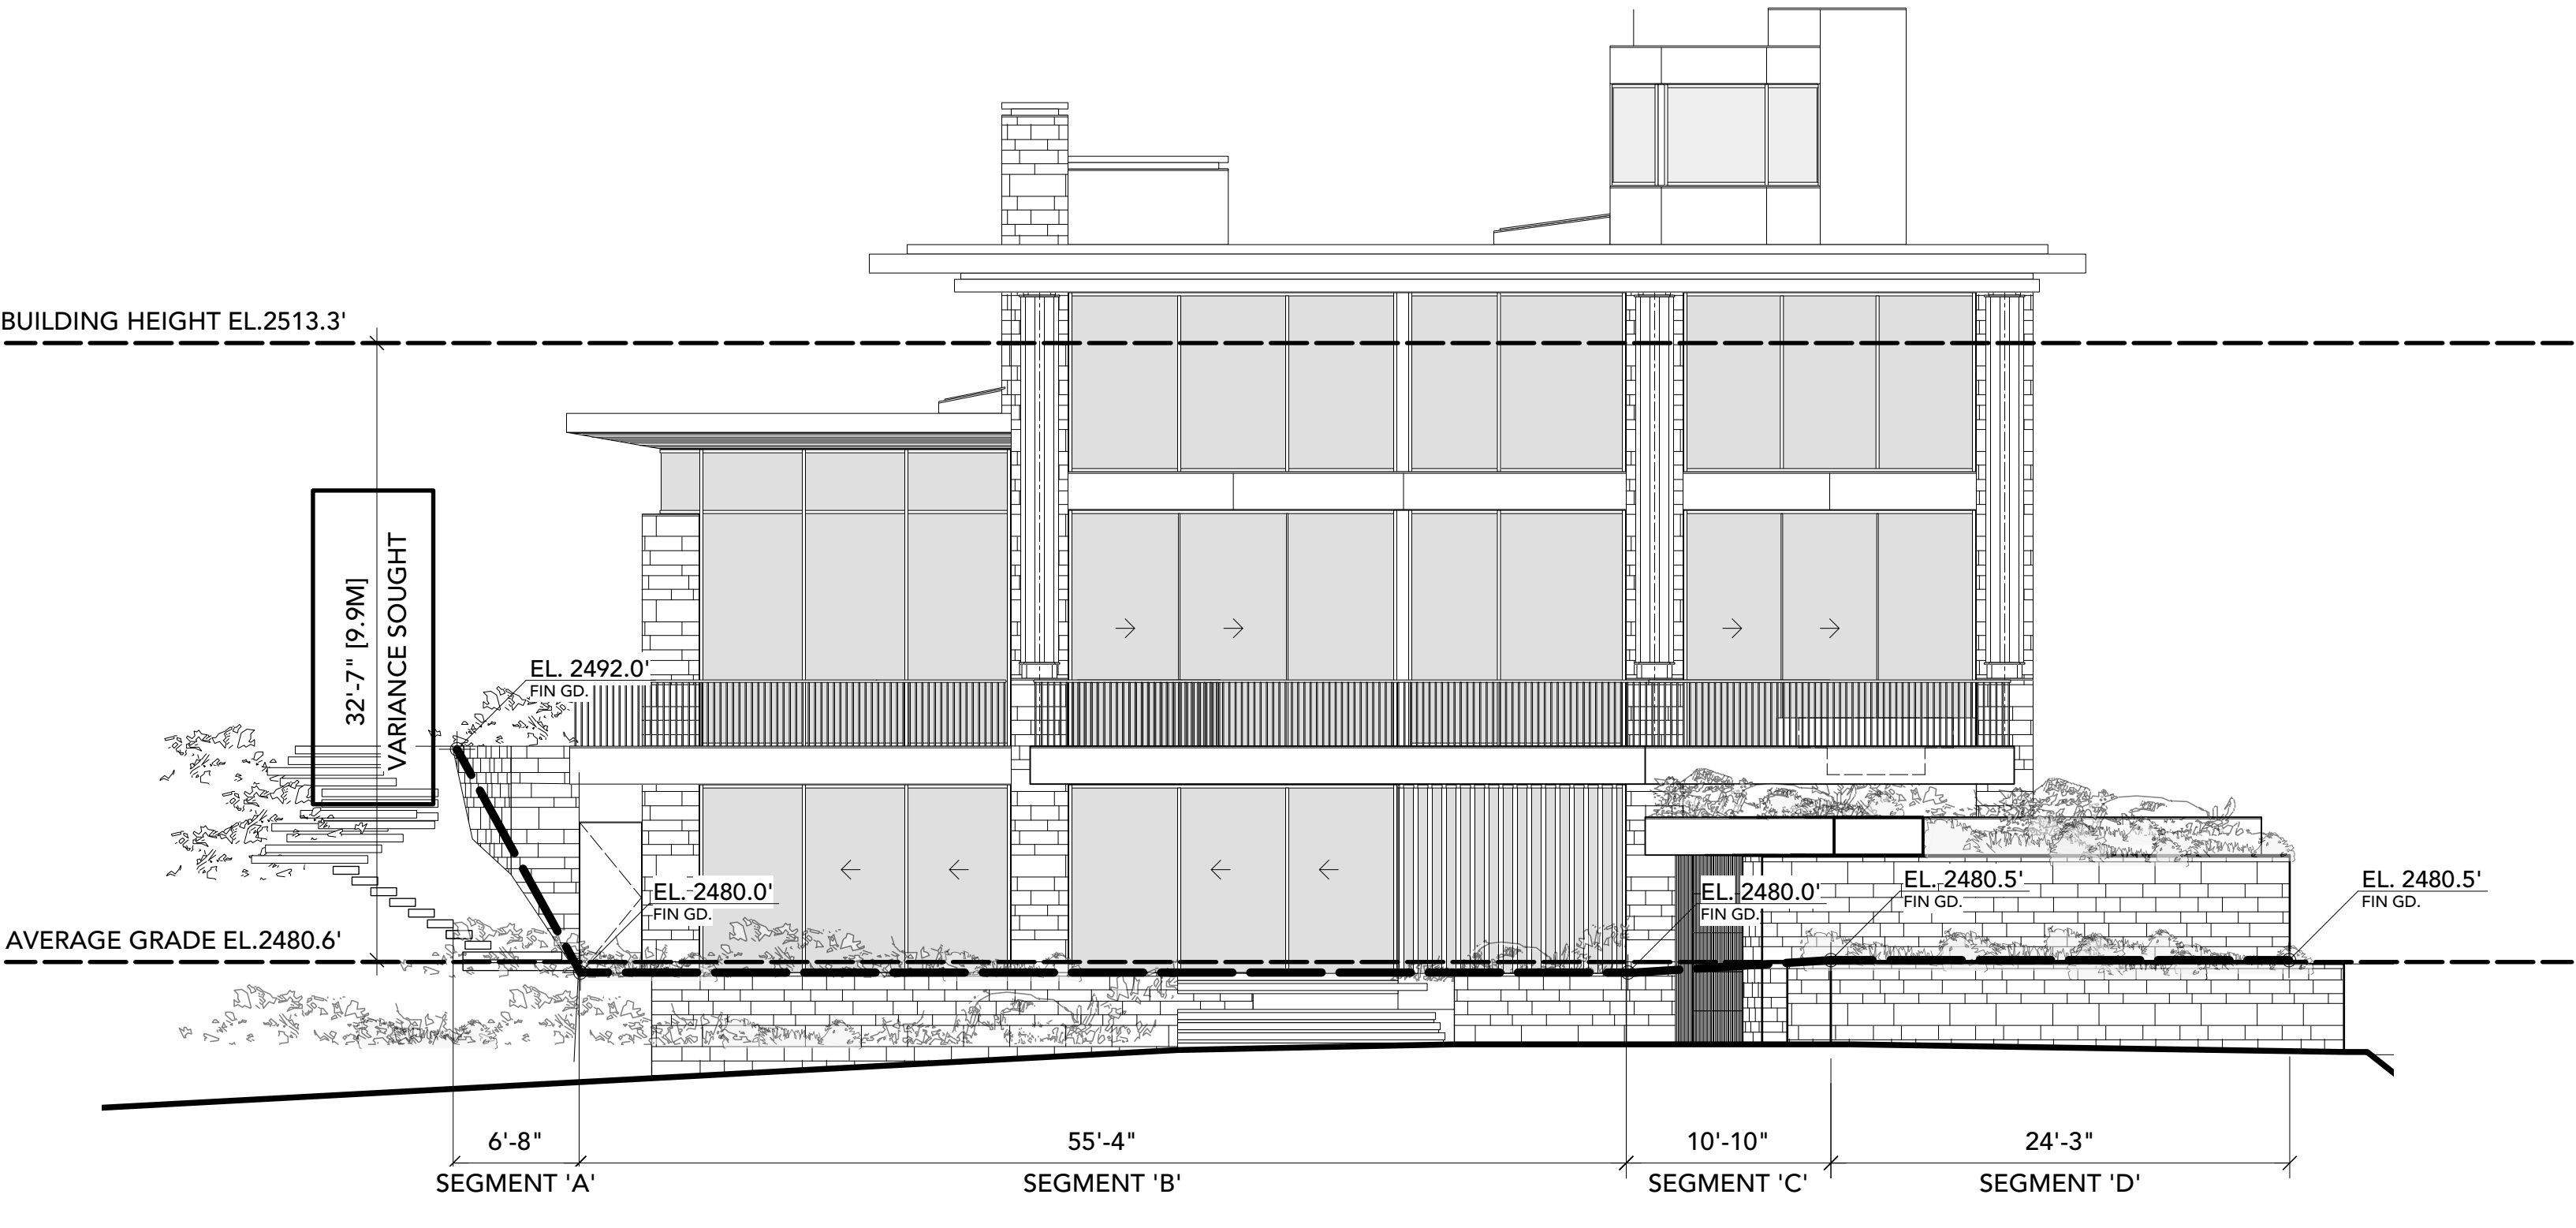 BUILDING HEIGHT EL.2513.3'
32'-7" [9.9M]
VARIANCE SOUGHT
EL. 2492.0'
FIN GD.
EL. 2480.0'
FIN GD.
EL. 2480.0'
FIN GD.
EL. 2480.5'
FIN GD.
EL. 2480.5'
FIN GD.
AVERAGE GRADE EL.2480.6'
6'-8"
55'-4"
10'-10"
24'-3"
SEGMENT 'A'
SEGMENT 'B'
SEGMENT 'C'
SEGMENT 'D'